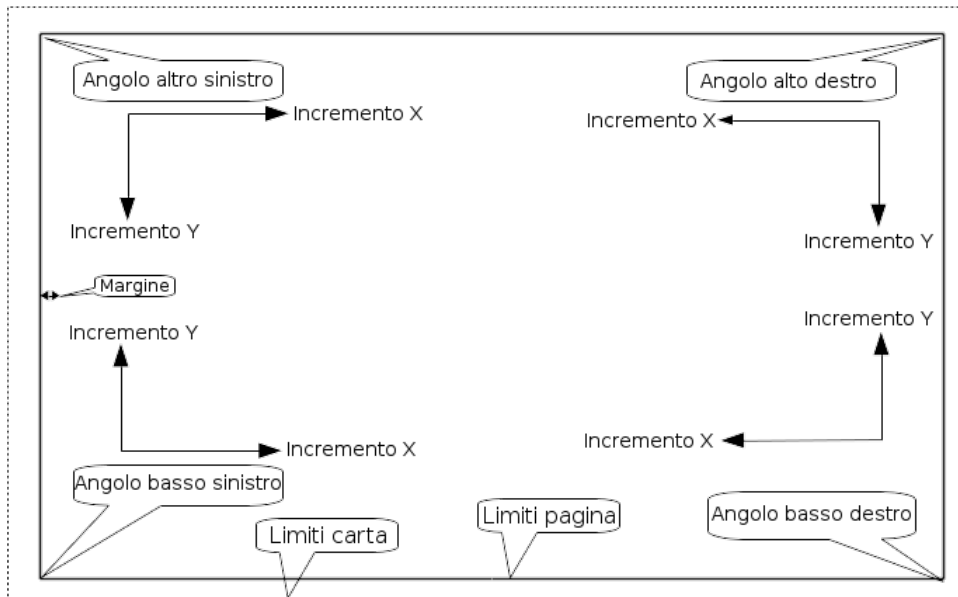 Angolo altro sinistro
Angolo alto destro
Incremento X
Incremento X
Incremento Y
Incremento Y
Margine
Incremento Y
Incremento Y
Incremento X
Incremento X
Angolo basso sinistro
Limiti carta
Limiti pagina
Angolo basso destro